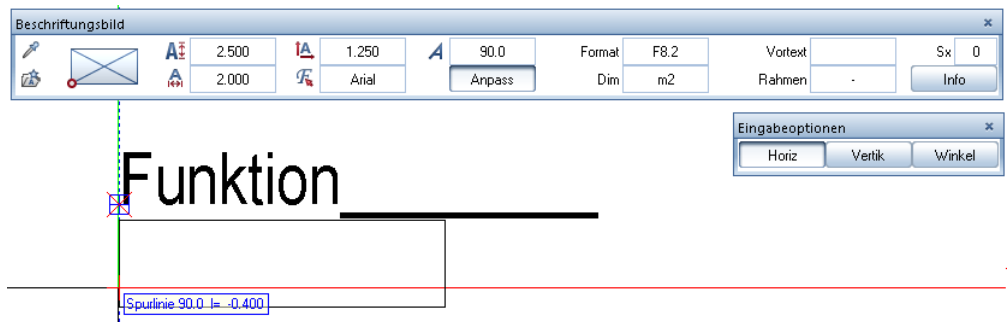 Beschriftungsbild
2.500 1.250 90.0 Format F8.2 Vortext Sx 0
2.000 Arial Anpass Dim m2 Rahmen - Info
Eingabeoptionen
Horiz Vertik Winkel
Funktion
Spurlinie 90.0 l= -0.400